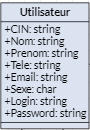 Utilisateur
+CIN: string
+Nom: string
+Prenom: string
+Tele: string
+Email: string
+Sexe: char
+Login: string
+Password: string